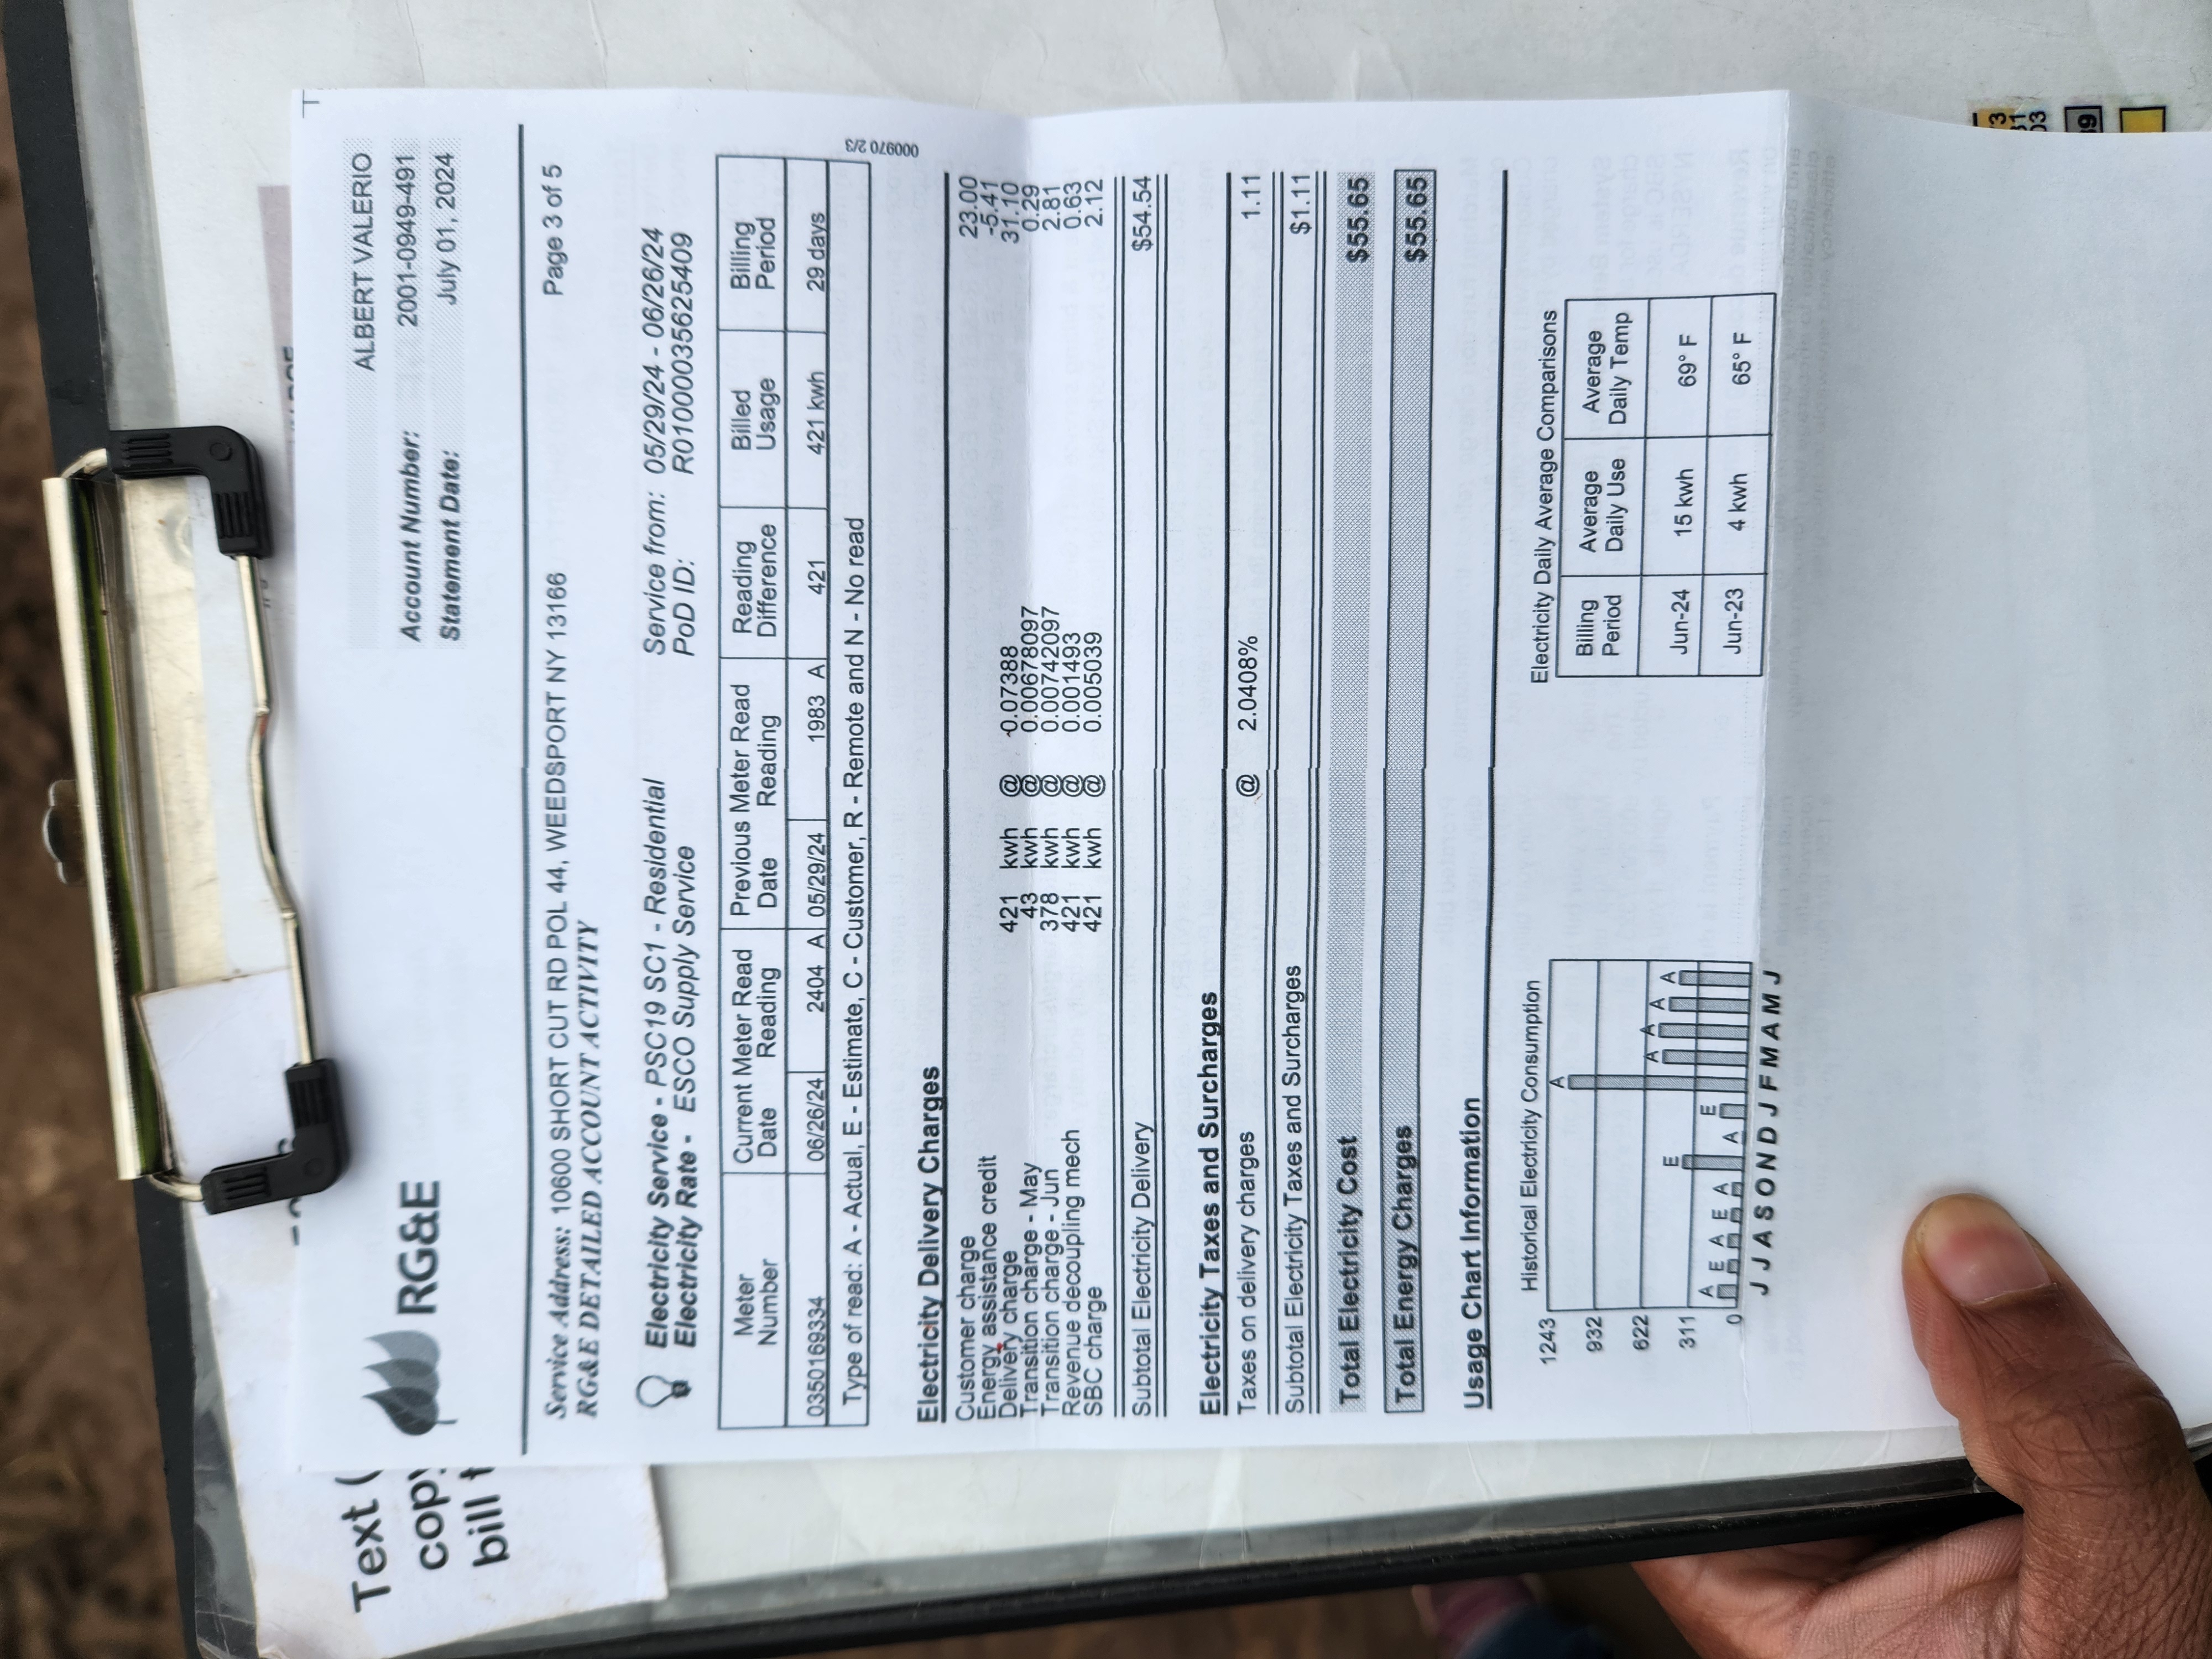 ALBERT VALERIO
Account Number: 2001-0949-491
Statement Date: July 01, 2024
RG&E
Page 3 of 5
Service Address: 10600 SHORT CUT RD POL 44, WEEDSPORT NY 13166
RG&E DETAILED ACCOUNT ACTIVITY
Electricity Service - PSC19 SC1 - Residential Service from: 05/29/24 - 06/26/24
Electricity Rate - ESCO Supply Service PoD ID: R01000035625409
Meter Number Current Meter Read Date Reading Previous Meter Read Date Reading Reading Difference Billed Usage Billing Period
0350169334 06/26/24 2404 A 05/29/24 1983 A 421 421 kwh 29 days
Type of read: A - Actual, E - Estimate, C - Customer, R - Remote and N - No read
000970 2/3
Electricity Delivery Charges
Customer charge 23.00
Energy assistance credit -5.41
Delivery charge 421 kwh @ 0.07388 31.10
Transition charge - May 43 kwh @ 0.00678097 0.29
Transition charge - Jun 378 kwh @ 0.00742097 2.81
Revenue decoupling mech 421 kwh @ 0.001493 0.63
SBC charge 421 kwh @ 0.005039 2.12
Subtotal Electricity Delivery $54.54
Electricity Taxes and Surcharges
Taxes on delivery charges @ 2.0408% 1.11
Subtotal Electricity Taxes and Surcharges $1.11
Total Electricity Cost $55.65
Total Energy Charges $55.65
Usage Chart Information
Historical Electricity Consumption
1243
932
622
311
0
A E A E A E A E A A A A A
J J A S O N D J F M A M J
Electricity Daily Average Comparisons
Billing Period Average Daily Use Average Daily Temp
Jun-24 15 kwh 69° F
Jun-23 4 kwh 65° F
Text
copy
bill